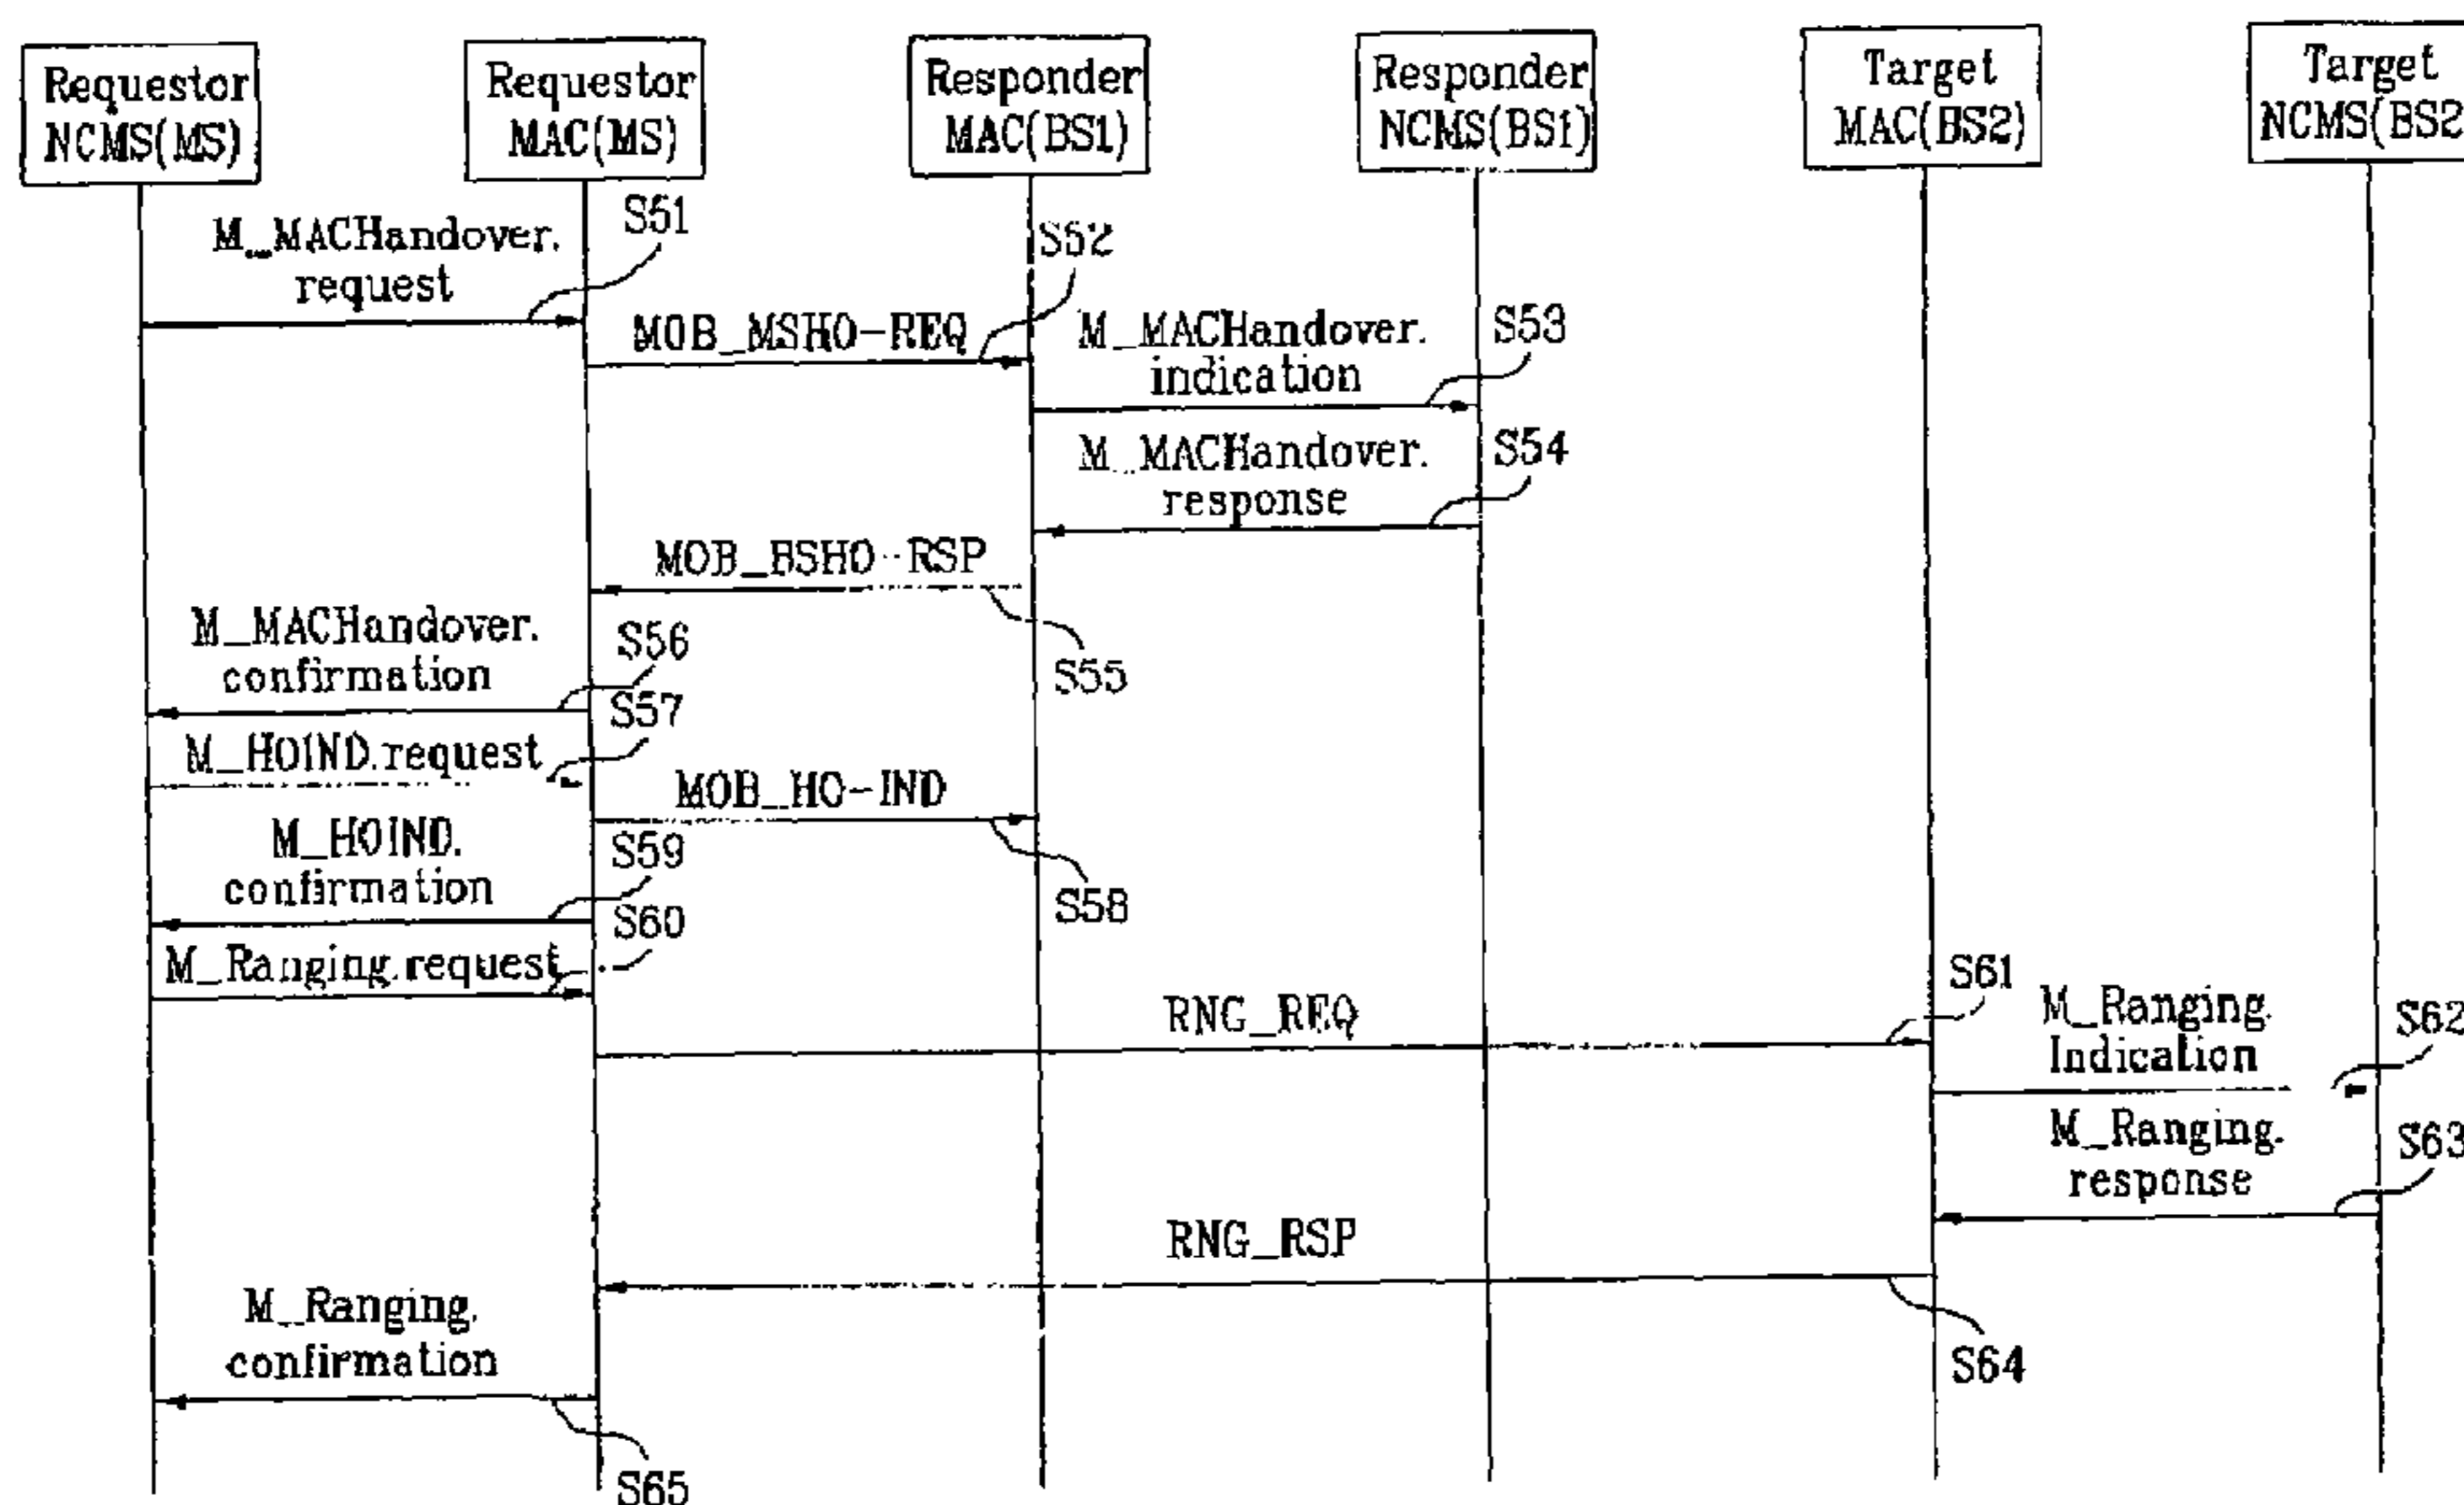 Requestor
NCMS(MS)
Requestor
MAC(MS)
Responder
MAC(BS1)
Responder
NCMS(BS1)
Target
MAC(BS2)
Target
NCMS(BS2
M_MACHandover.
request
S51
MOB_MSHO-REQ
S52
M_MACHandover.
indication
S53
M_MACHandover.
response
S54
MOB_BSHO-RSP
S55
M_MACHandover.
confirmation
S56
M_HOIND.request
S57
MOB_HO-IND
S58
M_HOIND.
confirmation
S59
M_Ranging.request
S60
RNG_REQ
S61
M_Ranging.
Indication
S62
M_Ranging.
response
S63
RNG_RSP
S64
M_Ranging.
confirmation
S65